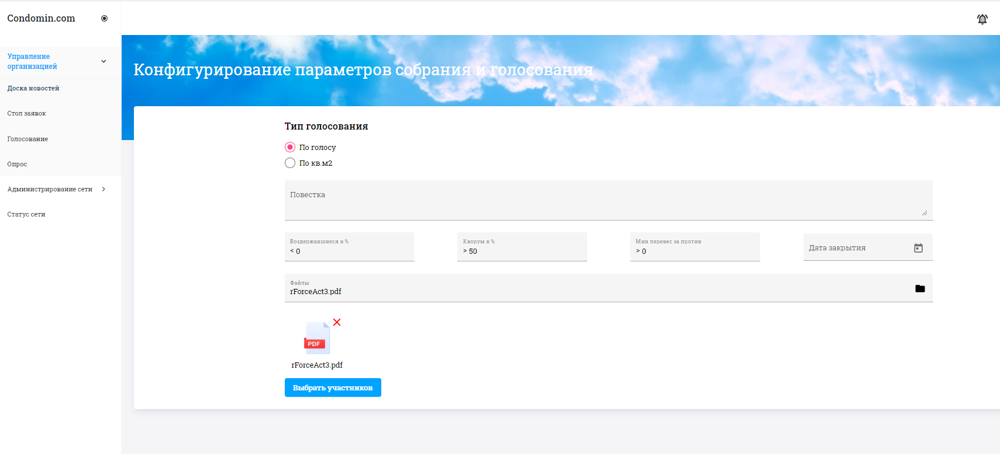 Condomin.com
Управление
организацией
Доска новостей
Стол заявок
Голосование
Опрос
Администрирование сети
Статус сети
Конфигурирование параметров собрания и голосования
Тип голосования
По голосу
По кв.м2
Повестка
Воздержавшиеся в %
< 0
Кворум в %
> 50
Мин перевес за против
> 0
Дата закрытия
Файлы
rForceAct3.pdf
PDF
rForceAct3.pdf
Выбрать участников